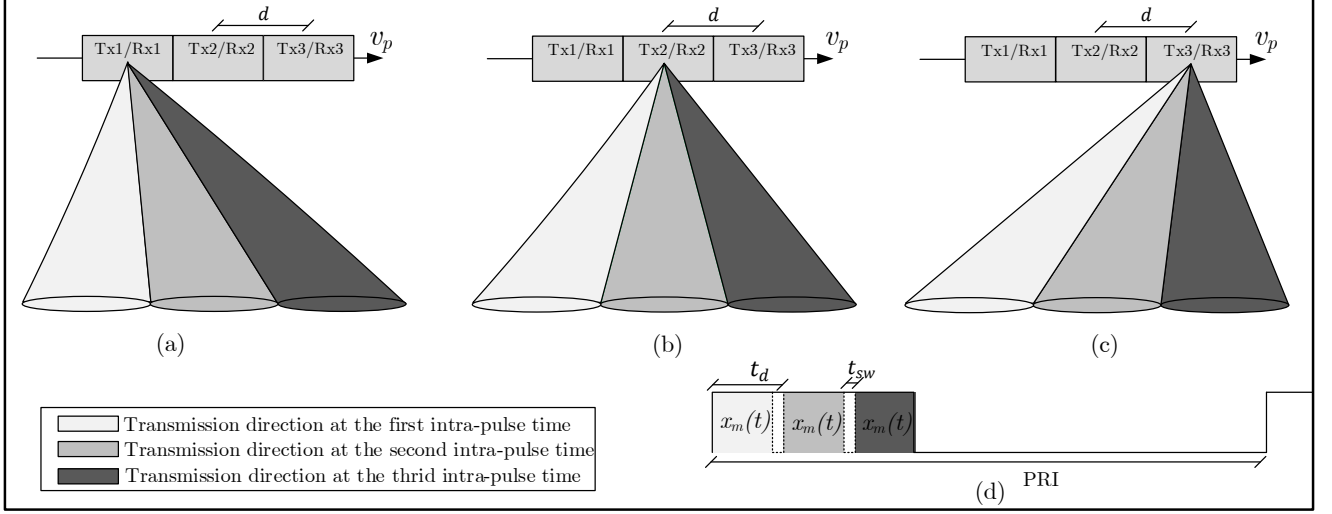 d
Tx1/Rx1 Tx2/Rx2 Tx3/Rx3 v_p
(a)
d
Tx1/Rx1 Tx2/Rx2 Tx3/Rx3 v_p
(b)
d
Tx1/Rx1 Tx2/Rx2 Tx3/Rx3 v_p
(c)
Transmission direction at the first intra-pulse time
Transmission direction at the second intra-pulse time
Transmission direction at the thrid intra-pulse time
t_d t_sw
x_m(t) x_m(t) x_m(t)
PRI
(d)